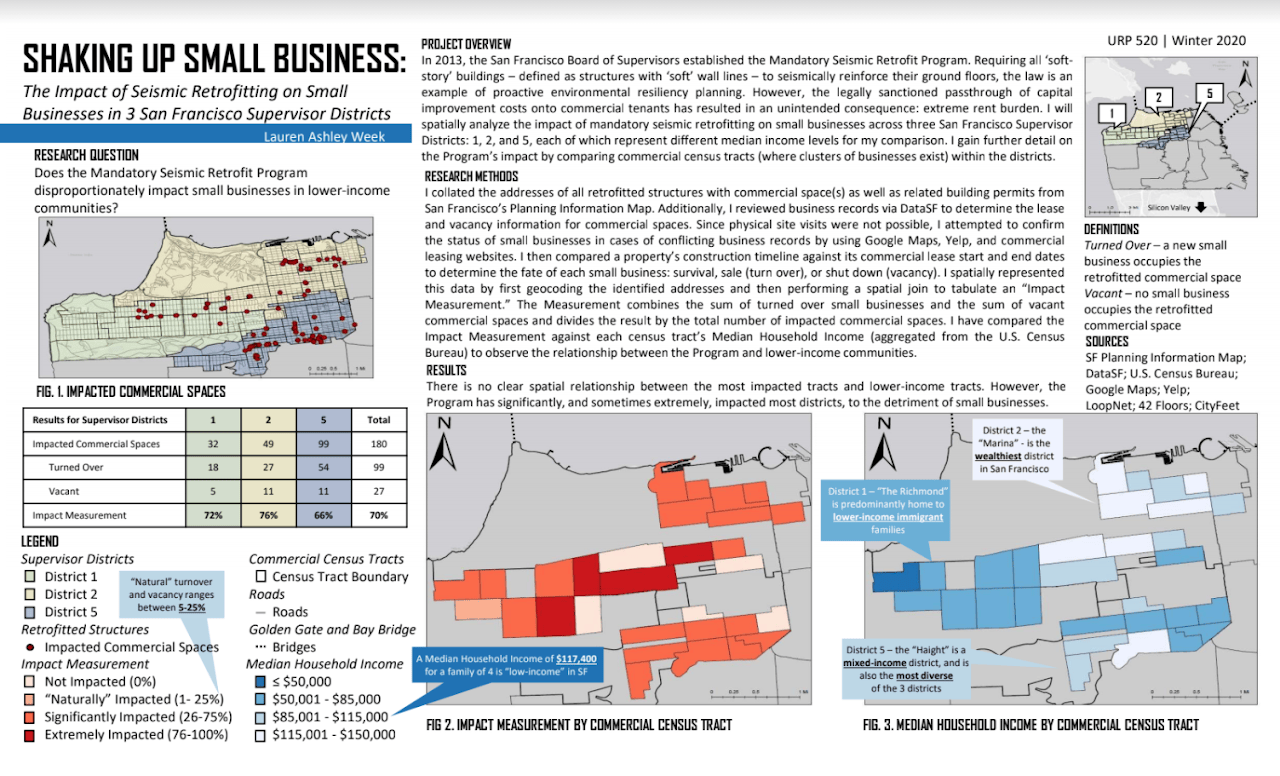 SHAKING UP SMALL BUSINESS:
The Impact of Seismic Retrofitting on Small
Businesses in 3 San Francisco Supervisor Districts
Lauren Ashley Week
RESEARCH QUESTION
Does the Mandatory Seismic Retrofit Program
disproportionately impact small businesses in lower-income
communities?
N
0 0.25 0.5 1 Mi
FIG. 1. IMPACTED COMMERCIAL SPACES
Results for Supervisor Districts 1 2 5 Total
Impacted Commercial Spaces 32 49 99 180
Turned Over 18 27 54 99
Vacant 5 11 11 27
Impact Measurement 72% 76% 66% 70%
LEGEND
Supervisor Districts
District 1
District 2
District 5
"Natural" turnover
and vacancy ranges
between 5-25%
Retrofitted Structures
Impacted Commercial Spaces
Impact Measurement
Not Impacted (0%)
"Naturally" Impacted (1- 25%)
Significantly Impacted (26-75%)
Extremely Impacted (76-100%)
Commercial Census Tracts
Census Tract Boundary
Roads
Roads
Golden Gate and Bay Bridge
Bridges
Median Household Income
≤ $50,000
$50,001 - $85,000
$85,001 - $115,000
$115,001 - $150,000
PROJECT OVERVIEW
In 2013, the San Francisco Board of Supervisors established the Mandatory Seismic Retrofit Program. Requiring all 'soft-
story' buildings – defined as structures with 'soft' wall lines – to seismically reinforce their ground floors, the law is an
example of proactive environmental resiliency planning. However, the legally sanctioned passthrough of capital
improvement costs onto commercial tenants has resulted in an unintended consequence: extreme rent burden. I will
spatially analyze the impact of mandatory seismic retrofitting on small businesses across three San Francisco Supervisor
Districts: 1, 2, and 5, each of which represent different median income levels for my comparison. I gain further detail on
the Program's impact by comparing commercial census tracts (where clusters of businesses exist) within the districts.
RESEARCH METHODS
I collated the addresses of all retrofitted structures with commercial space(s) as well as related building permits from
San Francisco's Planning Information Map. Additionally, I reviewed business records via DataSF to determine the lease
and vacancy information for commercial spaces. Since physical site visits were not possible, I attempted to confirm
the status of small businesses in cases of conflicting business records by using Google Maps, Yelp, and commercial
leasing websites. I then compared a property's construction timeline against its commercial lease start and end dates
to determine the fate of each small business: survival, sale (turn over), or shut down (vacancy). I spatially represented
this data by first geocoding the identified addresses and then performing a spatial join to tabulate an "Impact
Measurement." The Measurement combines the sum of turned over small businesses and the sum of vacant
commercial spaces and divides the result by the total number of impacted commercial spaces. I have compared the
Impact Measurement against each census tract's Median Household Income (aggregated from the U.S. Census
Bureau) to observe the relationship between the Program and lower-income communities.
RESULTS
There is no clear spatial relationship between the most impacted tracts and lower-income tracts. However, the
Program has significantly, and sometimes extremely, impacted most districts, to the detriment of small businesses.
N
A Median Household Income of $117,400
for a family of 4 is "low-income" in SF
0 0.25 0.5 1 Mi
FIG 2. IMPACT MEASUREMENT BY COMMERCIAL CENSUS TRACT
N
District 2 – the
"Marina" - is the
wealthiest district
in San Francisco
District 1 – "The Richmond"
is predominantly home to
lower-income immigrant
families
District 5 – the "Haight" is a
mixed-income district, and is
also the most diverse
of the 3 districts
0 0.25 0.5 1 Mi
FIG. 3. MEDIAN HOUSEHOLD INCOME BY COMMERCIAL CENSUS TRACT
URP 520 | Winter 2020
N
1
2
5
Silicon Valley
DEFINITIONS
Turned Over – a new small
business occupies the
retrofitted commercial space
Vacant – no small business
occupies the retrofitted
commercial space
SOURCES
SF Planning Information Map;
DataSF; U.S. Census Bureau;
Google Maps; Yelp;
LoopNet; 42 Floors; CityFeet